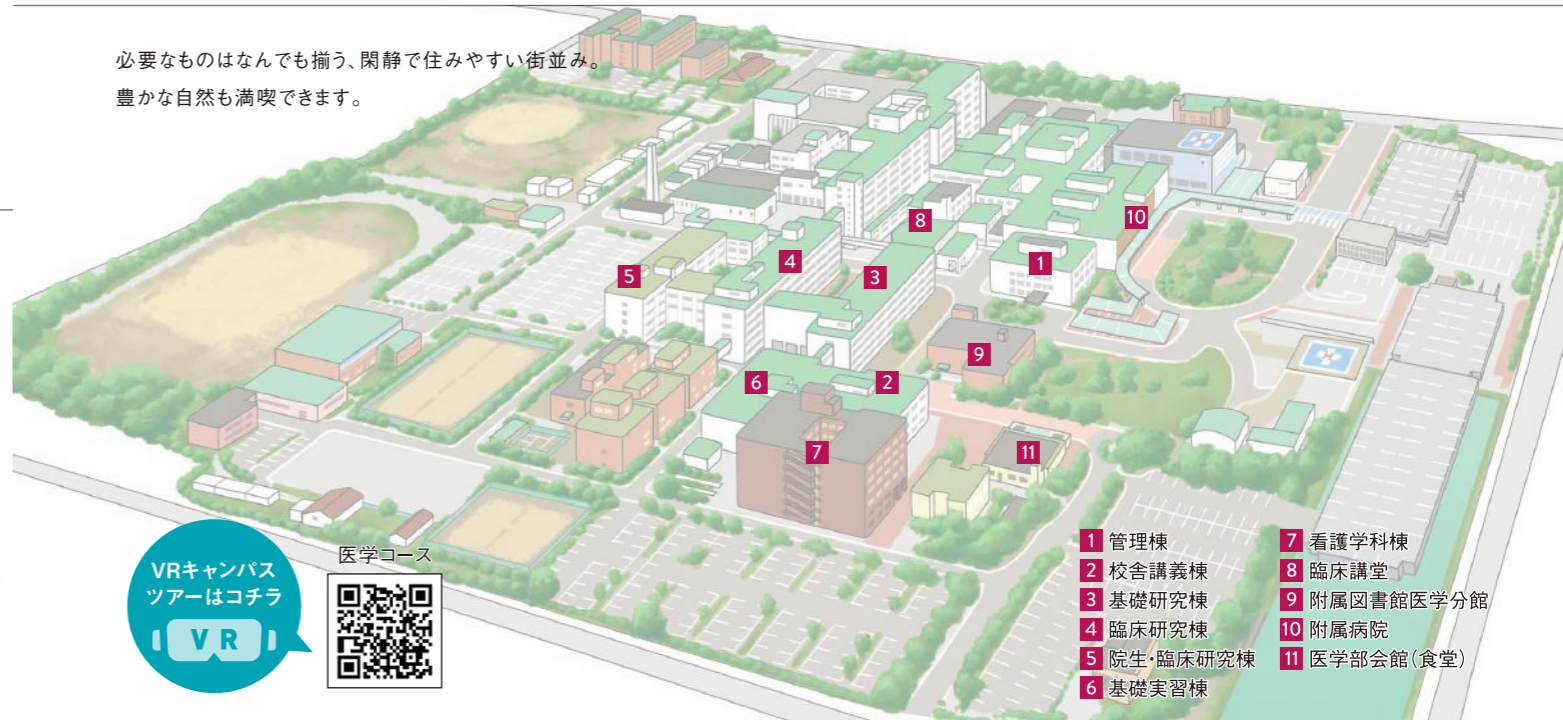 必要なものはなんでも揃う、閑静で住みやすい街並み。
豊かな自然も満喫できます。
10
8
1
4
5
3
9
6
2
7
11
VRキャンパス
ツアーはコチラ
VR
医学コース
1 管理棟
2 校舎講義棟
3 基礎研究棟
4 臨床研究棟
5 院生・臨床研究棟
6 基礎実習棟
7 看護学科棟
8 臨床講堂
9 附属図書館医学分館
10 附属病院
11 医学部会館(食堂)